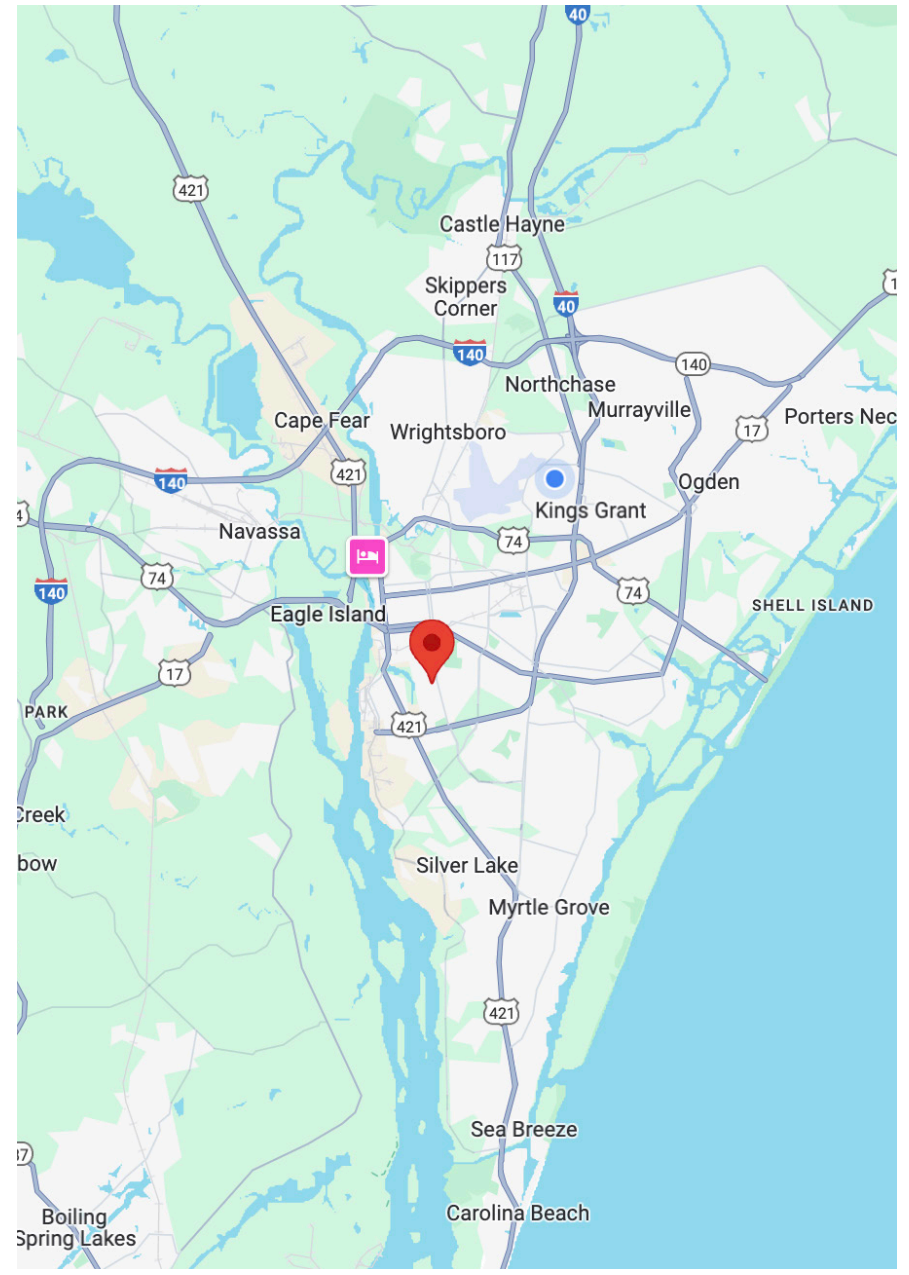 40
421
Castle Hayne
117
Skippers
Corner
40
140
140
Northchase
Murrayville
Cape Fear
Wrightsboro
17
Porters Nec
421
140
Ogden
Kings Grant
Navassa
74
74
74
140
SHELL ISLAND
Eagle Island
17
PARK
421
Creek
bow
Silver Lake
Myrtle Grove
421
Sea Breeze
Carolina Beach
Boiling
Spring Lakes